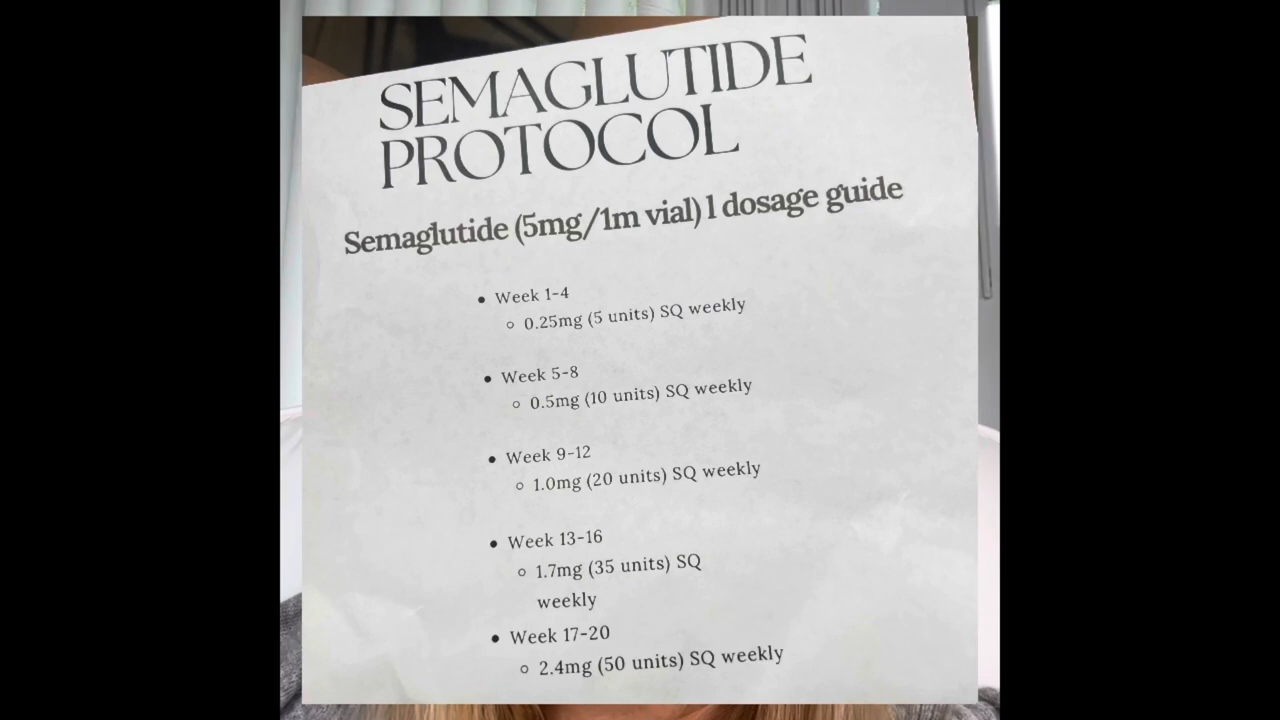 SEMAGLUTIDE
PROTOCOL
Semaglutide (5mg/1m vial) l dosage guide
• Week 1-4
◦ 0.25mg (5 units) SQ weekly
• Week 5-8
◦ 0.5mg (10 units) SQ weekly
• Week 9-12
◦ 1.0mg (20 units) SQ weekly
• Week 13-16
◦ 1.7mg (35 units) SQ
weekly
• Week 17-20
◦ 2.4mg (50 units) SQ weekly